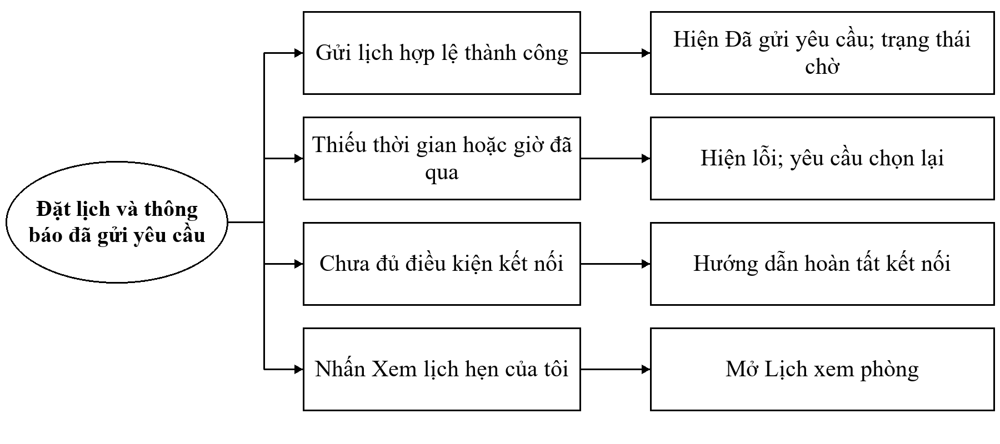 Gửi lịch hợp lệ thành công
Hiện Đã gửi yêu cầu; trạng thái
chờ
Thiếu thời gian hoặc giờ đã
qua
Hiện lỗi; yêu cầu chọn lại
Đặt lịch và thông
báo đã gửi yêu cầu
Chưa đủ điều kiện kết nối
Hướng dẫn hoàn tất kết nối
Nhấn Xem lịch hẹn của tôi
Mở Lịch xem phòng